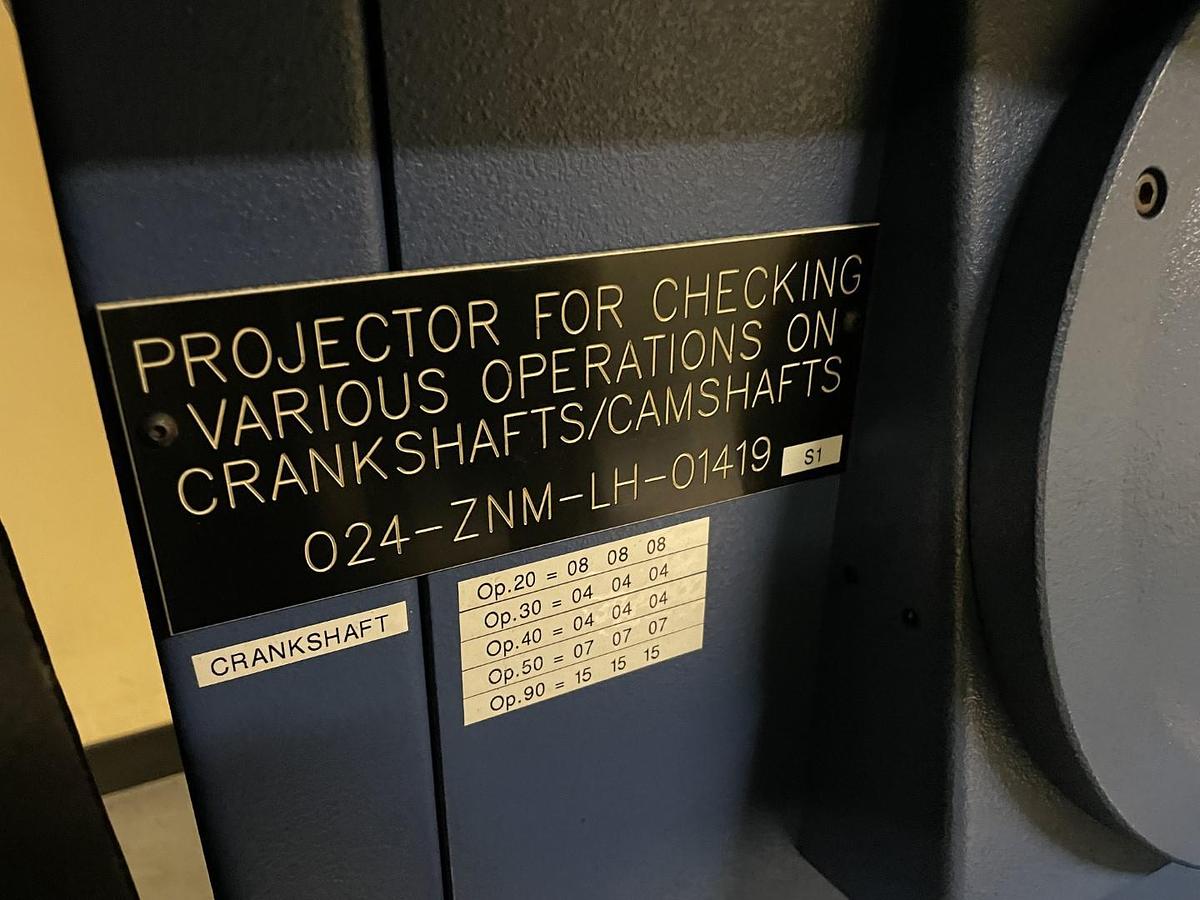 PROJECTOR FOR CHECKING
VARIOUS OPERATIONS ON
CRANKSHAFTS/CAMSHAFTS
024-ZNM-LH-01419 S1
CRANKSHAFT
Op.20 = 08 08 08
Op.30 = 04 04 04
Op.40 = 04 04 04
Op.50 = 07 07 07
Op.90 = 15 15 15